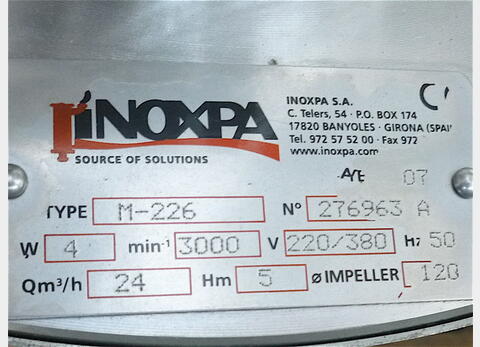 INOXPA
SOURCE OF SOLUTIONS
INOXPA S.A.
C. Telers, 54 · P.O. BOX 174
17820 BANYOLES · GIRONA (SPAI
Tel. 972 57 52 00 · Fax 972
www.inoxpa.com
07
TYPE M-226 Nº 276963 A
W 4 min-¹ 3000 V 220/380 Hz 50
Qm³/h 24 Hm 5 ø IMPELLER 120